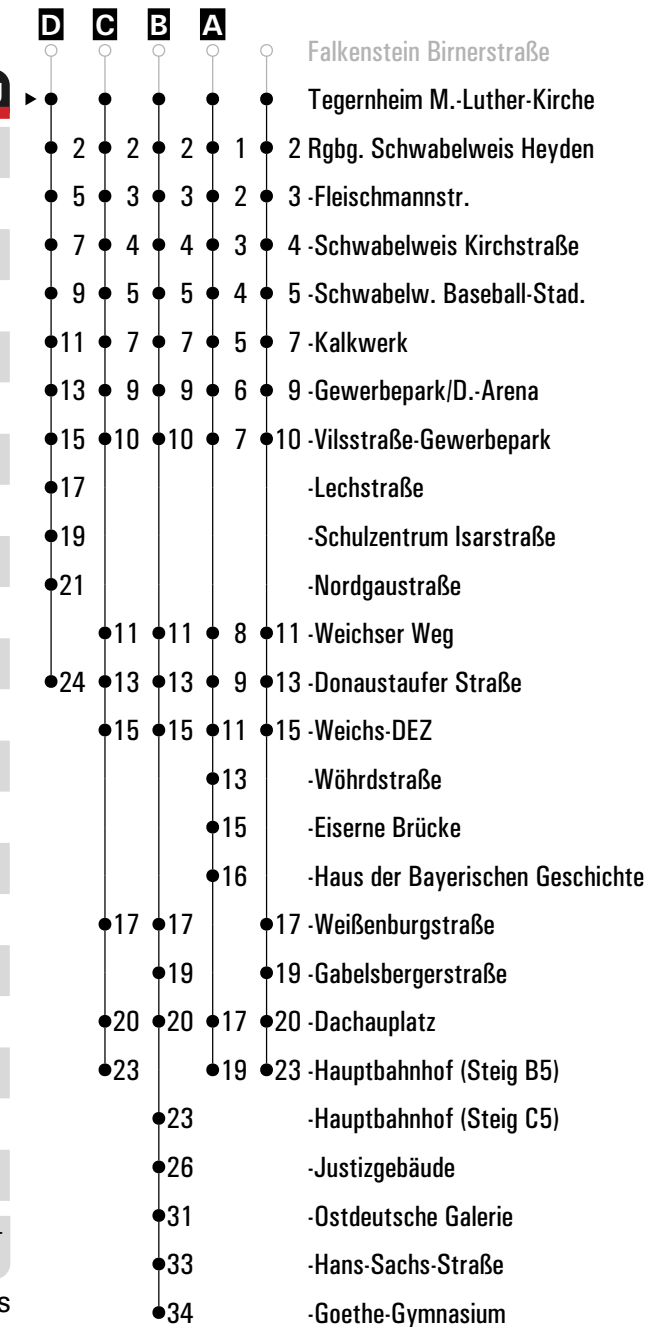 D C B A
Falkenstein Birnerstraße
Tegernheim M.-Luther-Kirche
2 2 2 1 2 Rgbg. Schwabelweis Heyden
5 3 3 2 3 -Fleischmannstr.
7 4 4 3 4 -Schwabelweis Kirchstraße
9 5 5 4 5 -Schwabelw. Baseball-Stad.
11 7 7 5 7 -Kalkwerk
13 9 9 6 9 -Gewerbepark/D.-Arena
15 10 10 7 10 -Vilsstraße-Gewerbepark
17 -Lechstraße
19 -Schulzentrum Isarstraße
21 -Nordgaustraße
11 11 8 11 -Weichser Weg
24 13 13 9 13 -Donaustaufer Straße
15 15 11 15 -Weichs-DEZ
13 -Wöhrdstraße
15 -Eiserne Brücke
16 -Haus der Bayerischen Geschichte
17 17 17 -Weißenburgstraße
19 19 -Gabelsbergerstraße
20 20 17 20 -Dachauplatz
23 19 23 -Hauptbahnhof (Steig B5)
23 -Hauptbahnhof (Steig C5)
26 -Justizgebäude
31 -Ostdeutsche Galerie
33 -Hans-Sachs-Straße
s
34 -Goethe-Gymnasium